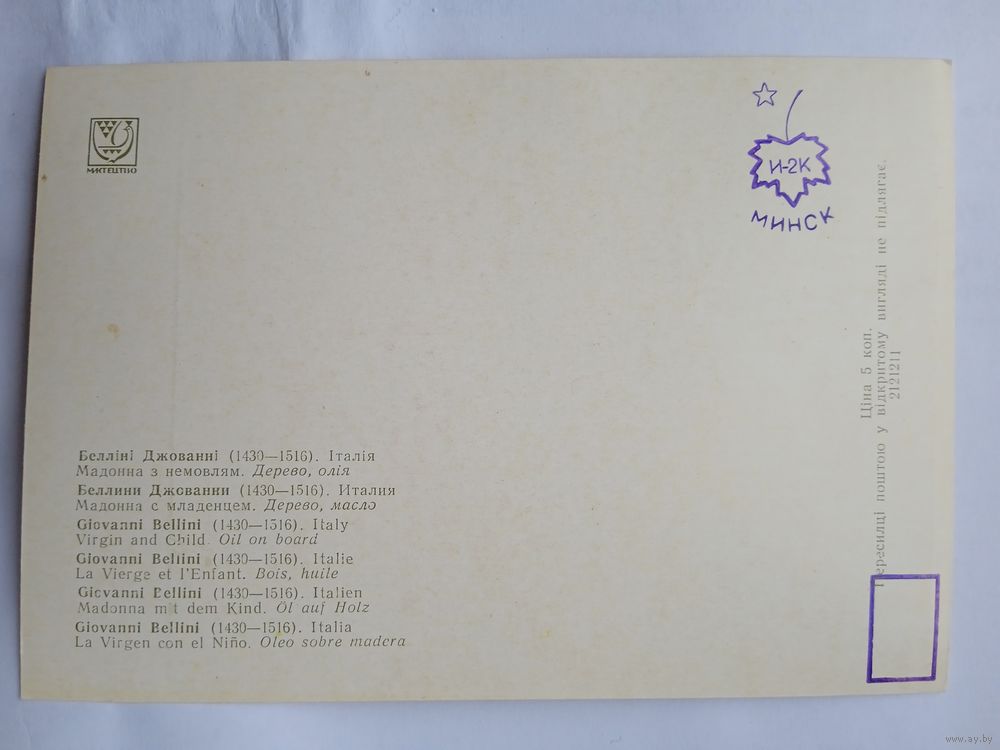 МИСТЕЦТВО
И-2К
МИНСК
Белліні Джованні (1430—1516). Італія
Мадонна з немовлям. Дерево, олія
Беллини Джованни (1430—1516). Италия
Мадонна с младенцем. Дерево, масло
Giovanni Bellini (1430—1516). Italy
Virgin and Child. Oil on board
Giovanni Bellini (1430—1516). Italie
La Vierge et l'Enfant. Bois, huile
Giovanni Bellini (1430—1516). Italien
Madonna mit dem Kind. Öl auf Holz
Giovanni Bellini (1430—1516). Italia
La Virgen con el Niño. Oleo sobre madera
Ціна 5 коп.
Пересилці поштою у відкритому вигляді не підлягає.
2121211
www.ay.by